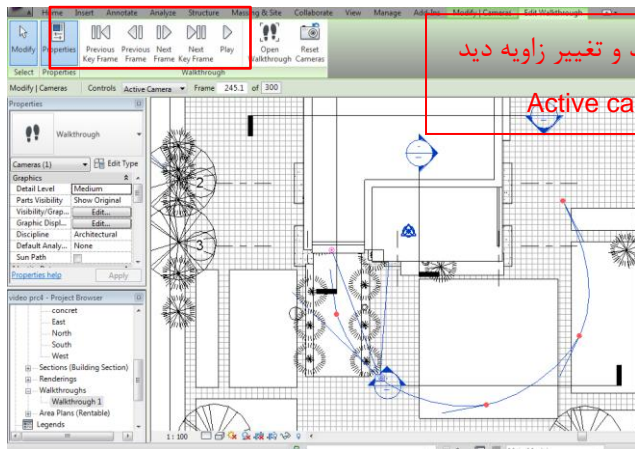 Home Insert Annotate Analyze Structure Massing & Site Collaborate View Manage Add-Ins Modify | Cameras Edit Walkthrough
Modify Properties Previous Key Frame Previous Frame Next Frame Next Key Frame Play Open Walkthrough Reset Cameras
Select Properties Walkthrough
و تغییر زاویه دید
Active ca
Modify | Cameras Controls Active Camera Frame 245.1 of 300
Properties
Walkthrough
Cameras (1) Edit Type
Graphics
Detail Level Medium
Parts Visibility Show Original
Visibility/Grap... Edit...
Graphic Displ... Edit...
Discipline Architectural
Default Analy... None
Sun Path
Properties help Apply
video prc4 - Project Browser
concret
East
North
South
West
Sections (Building Section)
Renderings
Walkthroughs
Walkthrough 1
Area Plans (Rentable)
Legends
2
3
1 : 100